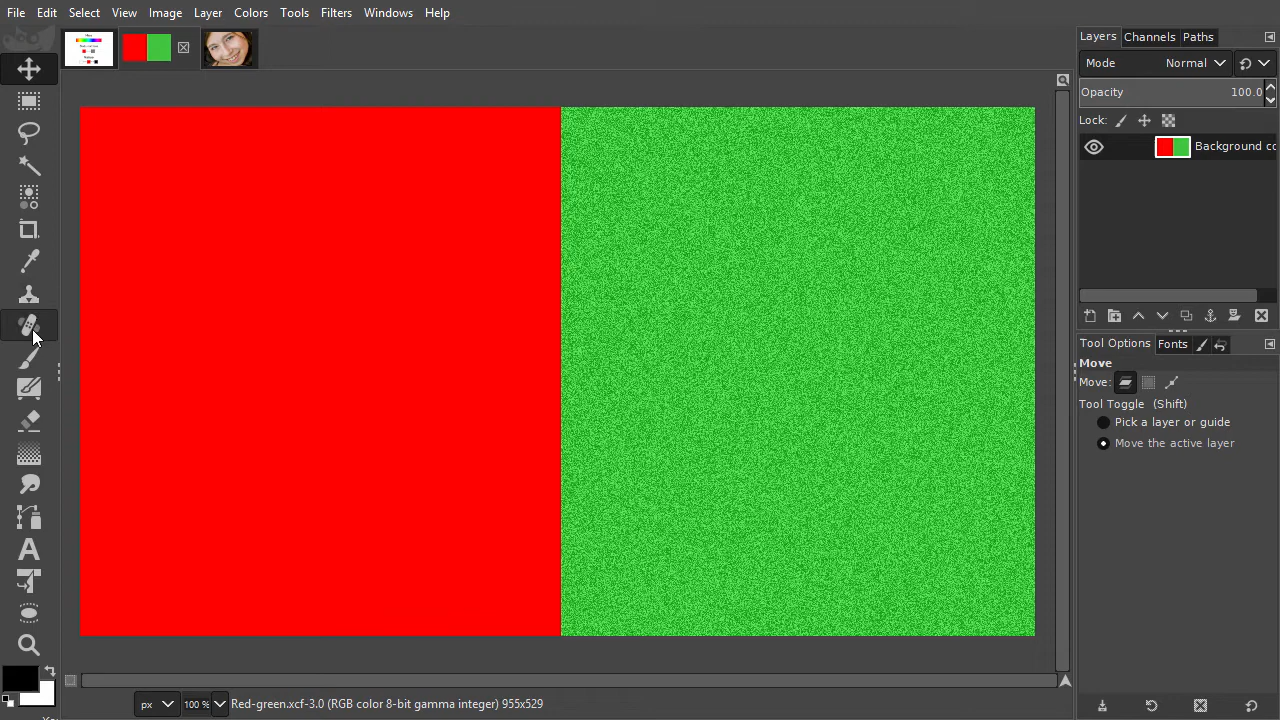 File Edit Select View Image Layer Colors Tools Filters Windows Help
Layers Channels Paths
Mode Normal
Opacity 100.0
Lock:
Background co
Tool Options Fonts
Move
Move:
Tool Toggle (Shift)
Pick a layer or guide
Move the active layer
px 100 % Red-green.xcf-3.0 (RGB color 8-bit gamma integer) 955x529